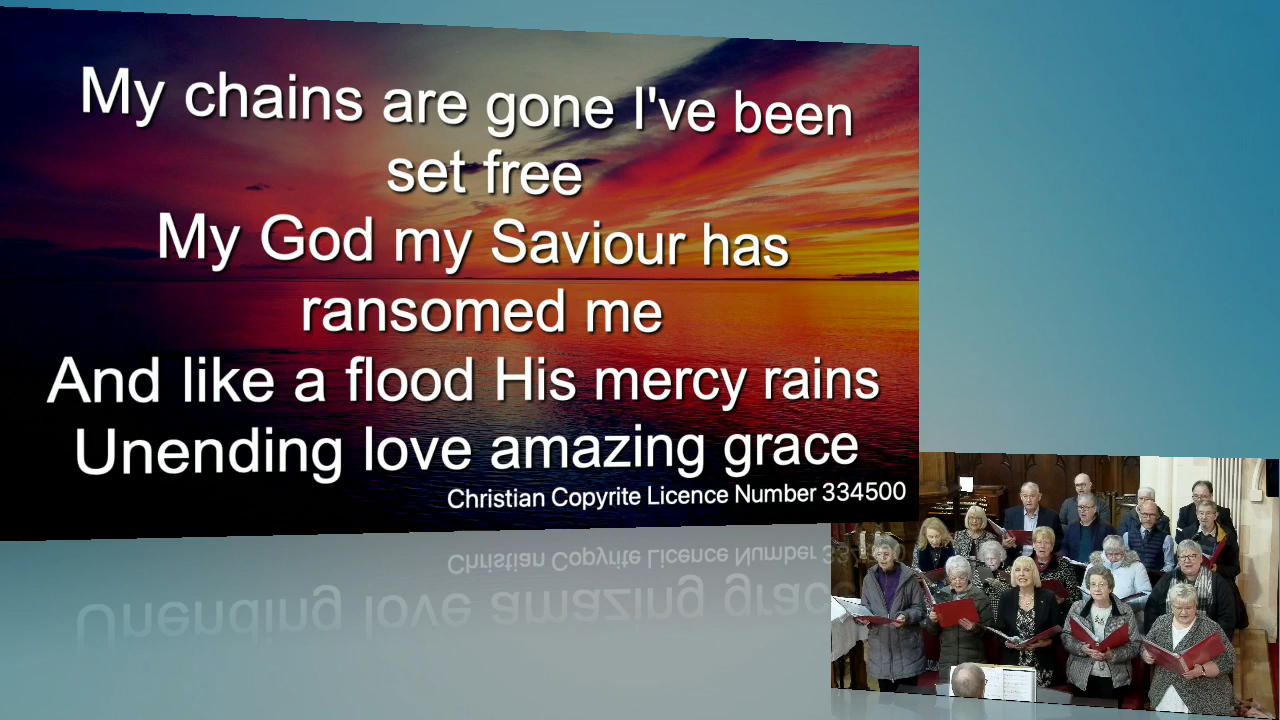 My chains are gone I've been
set free
My God my Saviour has
ransomed me
And like a flood His mercy rains
Unending love amazing grace
Christian Copyrite Licence Number 334500